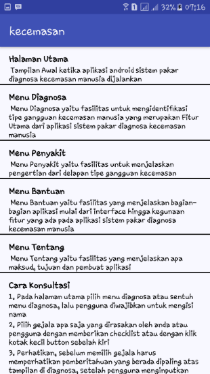 32% 07:16
kecemasan
Halaman Utama
Tampilan Awal ketika aplikasi android sistem pakar
diagnosa kecemasan manusia dijalankan
Menu Diagnosa
Menu Diagnosa yaitu fasilitas untuk mengidentifikasi
tipe gangguan kecemasan manusia yang merupakan Fitur
Utama dari aplikasi sistem pakar diagnosa kecemasan
manusia
Menu Penyakit
Menu Penyakit yaitu fasilitas untuk menjelaskan
pengertian dari delapan tipe gangguan kecemasan
Menu Bantuan
Menu Bantuan yaitu fasilitas yang menjelaskan bagian-
bagian aplikasi mulai dari interface hingga kegunaan
fitur yang ada pada aplikasi sistem pakar diagnosa
kecemasan manusia
Menu Tentang
Menu Tentang yaitu fasilitas yang menjelaskan apa
maksud, tujuan dan pembuat aplikasi
Cara Konsultasi
1, Pada halaman utama pilih menu diagnosa atau sentuh
menu diagnosa, lalu pengguna diwajibkan untuk mengisi
nama
2, Pilih gejala apa saja yang dirasakan oleh anda atau
pengguna dengan memberikan checklist atau dengan klik
kotak kecil button sebelah kiri
3, Perhatikan, sebelum memilih gejala harus
memperhatikan pemberitahuan yang berada dipaling atas
tampilan di diagnosa, setelah pengguna menginputkan